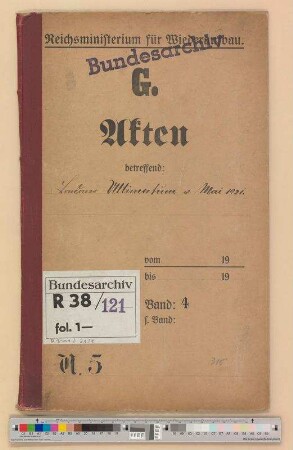 Reichsministerium für Wiederaufbau.
Bundesarchiv
G.
Akten
betreffend:
Londoner Ultimatum v. Mai 1921.
vom 19
bis 19
Bundesarchiv
R 38/121
fol. 1—
Band: 4
f. Band:
N. 5